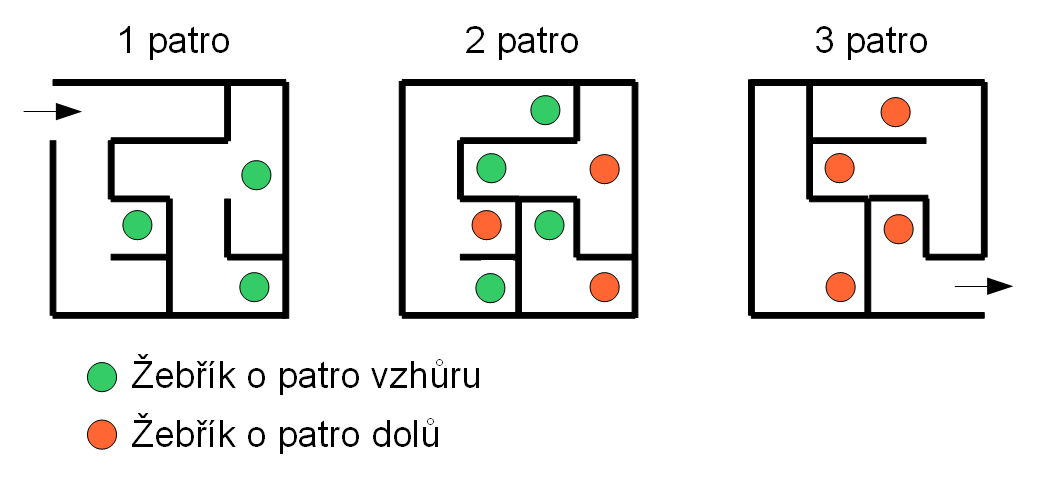 1 patro 2 patro 3 patro
Žebřík o patro vzhůru
Žebřík o patro dolů